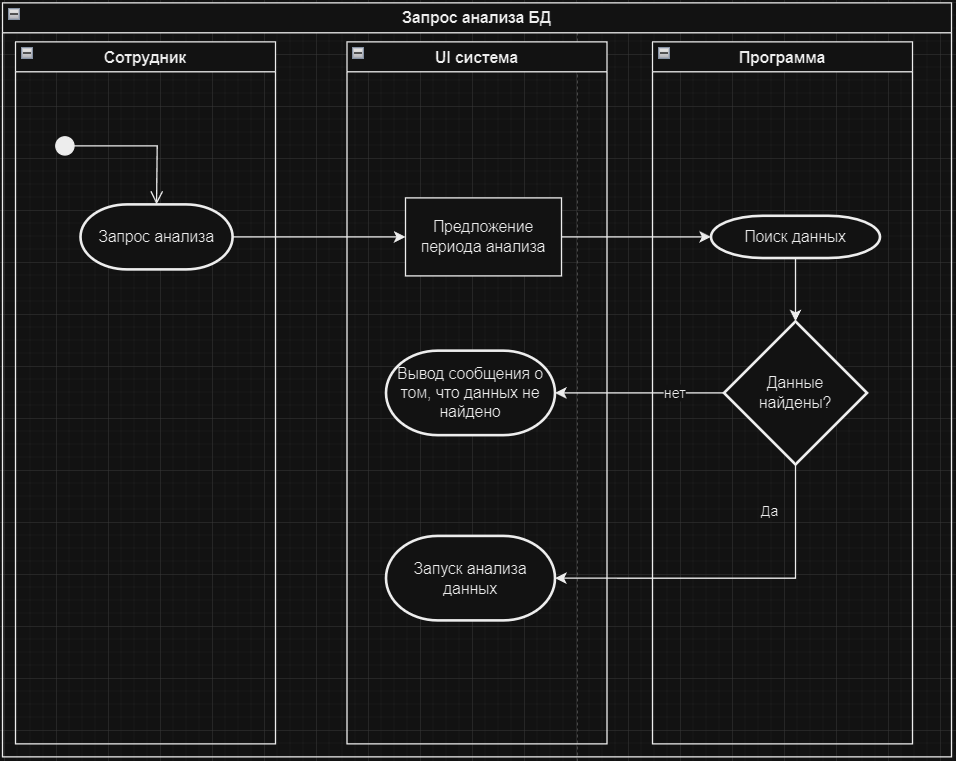 Запрос анализа БД
Сотрудник
UI система
Программа
Запрос анализа
Предложение
периода анализа
Поиск данных
Вывод сообщения о
том, что данных не
найдено
нет
Данные
найдены?
Да
Запуск анализа
данных